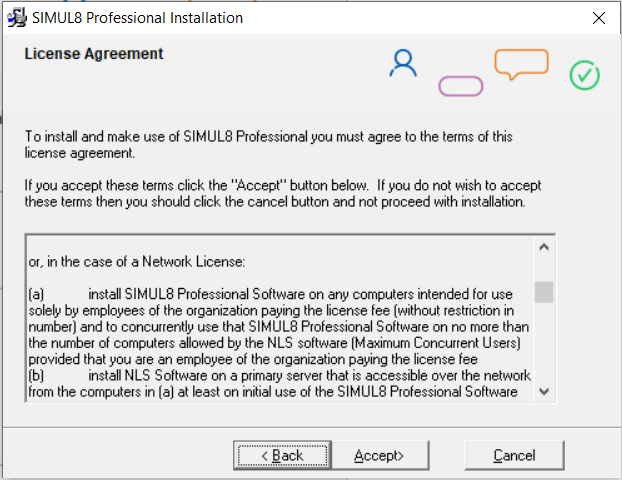 SIMUL8 Professional Installation
License Agreement
To install and make use of SIMUL8 Professional you must agree to the terms of this
license agreement.
If you accept these terms click the "Accept" button below. If you do not wish to accept
these terms then you should click the cancel button and not proceed with installation.
or, in the case of a Network License:
(a) install SIMUL8 Professional Software on any computers intended for use
solely by employees of the organization paying the license fee (without restriction in
number) and to concurrently use that SIMUL8 Professional Software on no more than
the number of computers allowed by the NLS software (Maximum Concurrent Users)
provided that you are an employee of the organization paying the license fee
(b) install NLS Software on a primary server that is accessible over the network
from the computers in (a) at least on initial use of the SIMUL8 Professional Software
< Back
Accept>
Cancel